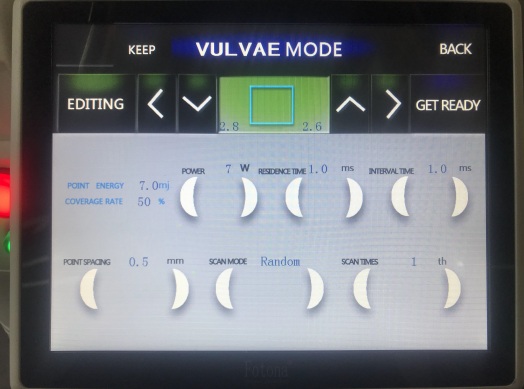 KEEP VULVAE MODE BACK
EDITING GET READY
2.8 2.6
POWER 7 W RESIDENCE TIME 1.0 ms INTERVAL TIME 1.0 ms
POINT ENERGY 7.0mj
COVERAGE RATE 50 %
POINT SPACING 0.5 mm SCAN MODE Random SCAN TIMES 1 th
Fotona